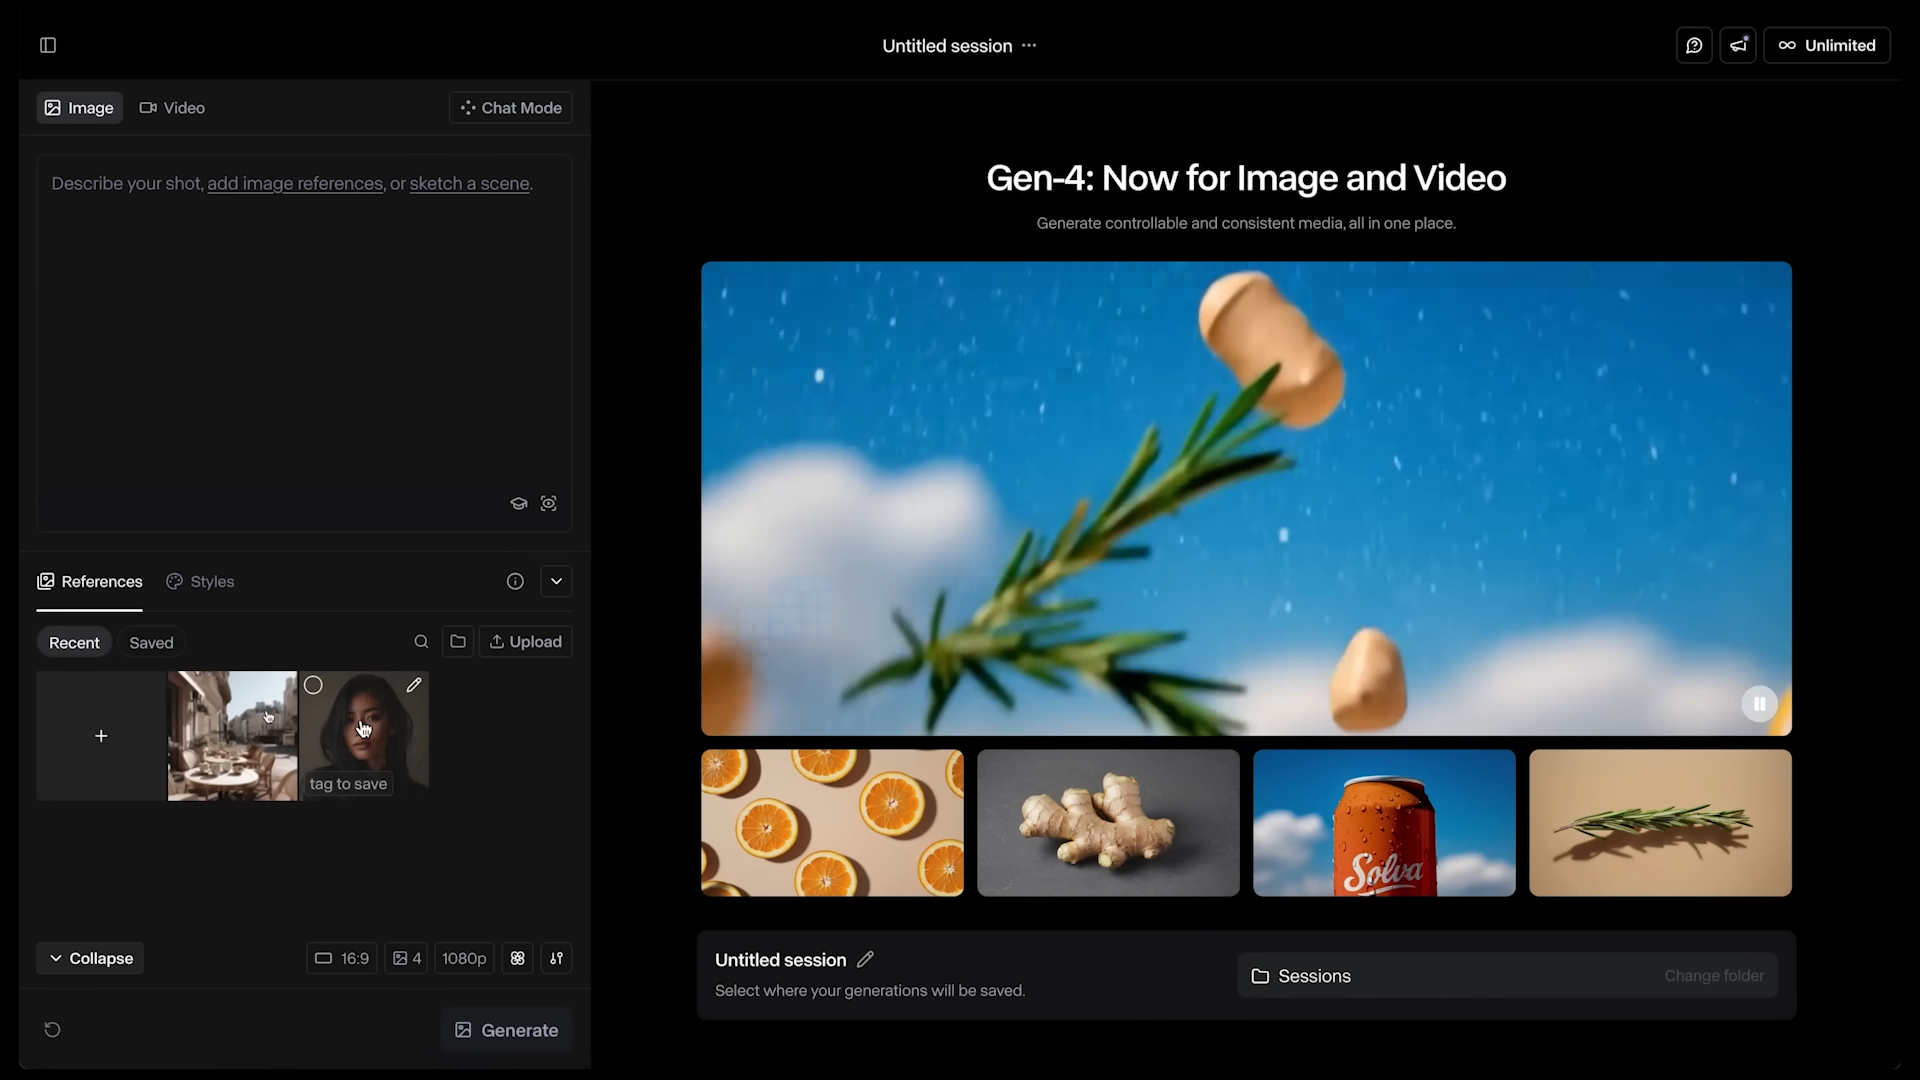 Untitled session
Unlimited
Image
Video
Chat Mode
Describe your shot, add image references, or sketch a scene.
References
Styles
Recent
Saved
Upload
tag to save
Collapse
16:9
4
1080p
Generate
Gen-4: Now for Image and Video
Generate controllable and consistent media, all in one place.
Solva
Untitled session
Select where your generations will be saved.
Sessions
Change folder